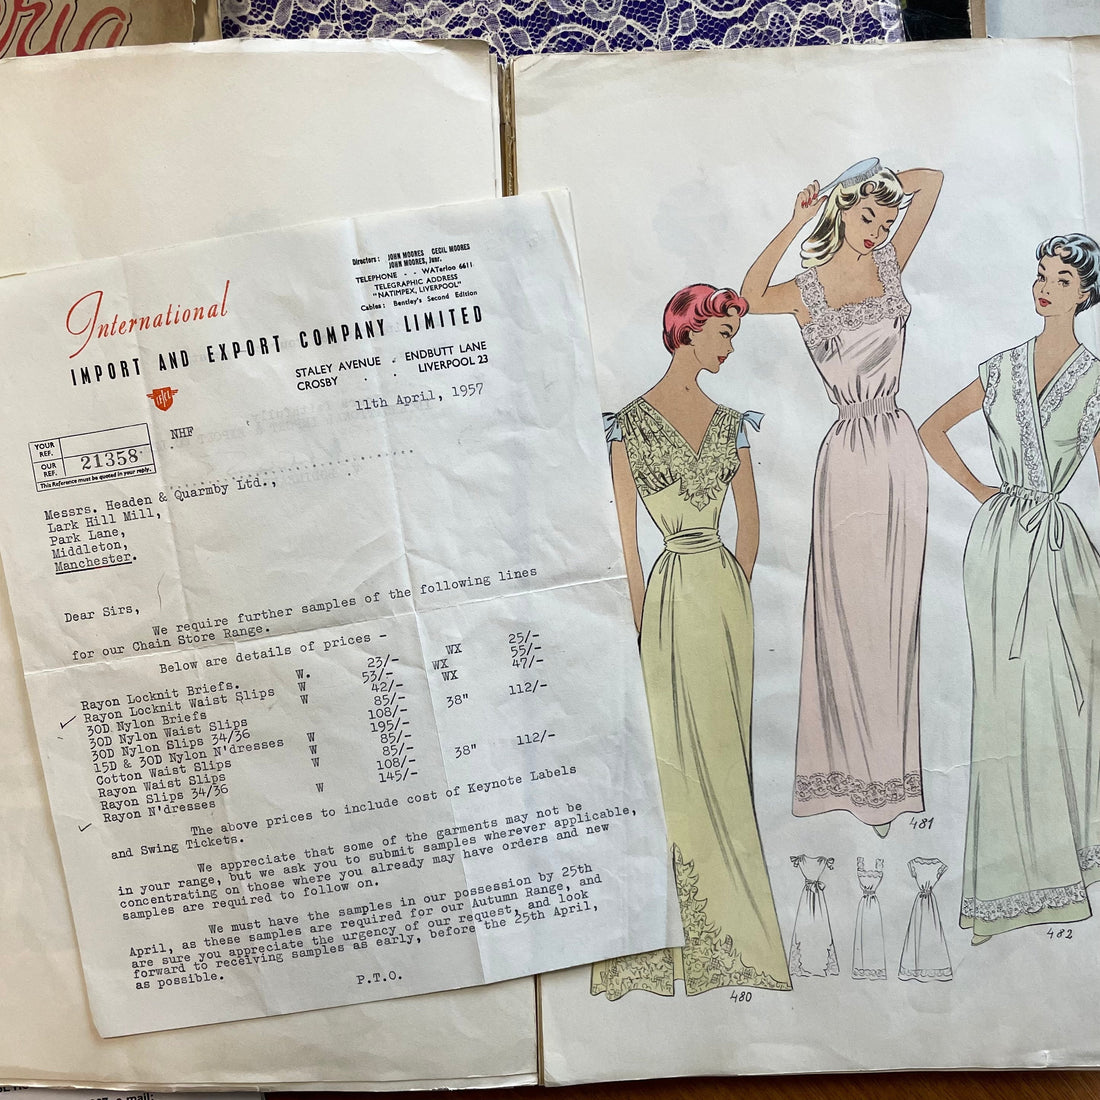 International
IMPORT AND EXPORT COMPANY LIMITED
Directors: JOHN MOORES CECIL MOORES
JOHN MOORES, Junr.
TELEPHONE - - WATerloo 6611
TELEGRAPHIC ADDRESS
"NATIMPEX, LIVERPOOL"
Cables: Bentley's Second Edition
STALEY AVENUE . ENDBUTT LANE
CROSBY . . LIVERPOOL 23
11th April, 1957
YOUR REF.
NHF
OUR REF. 21358
This Reference must be quoted in your reply.
Messrs. Headen & Quarmby Ltd.,
Lark Hill Mill,
Park Lane,
Middleton,
Manchester.
Dear Sirs,
We require further samples of the following lines
for our Chain Store Range.
Below are details of prices -
Rayon Locknit Briefs. W. 23/- WX 25/-
Rayon Locknit Waist Slips W 53/- WX 55/-
30D Nylon Briefs W 42/- WX 47/-
30D Nylon Waist Slips 85/-
30D Nylon Slips 34/36 108/- 38" 112/-
15D & 30D Nylon N'dresses W 195/-
Cotton Waist Slips W 85/-
Rayon Waist Slips W 85/-
Rayon Slips 34/36 108/- 38" 112/-
Rayon N'dresses W 145/-
The above prices to include cost of Keynote Labels
and Swing Tickets.
We appreciate that some of the garments may not be
in your range, but we ask you to submit samples wherever applicable,
concentrating on those where you already may have orders and new
samples are required to follow on.
We must have the samples in our possession by 25th
April, as these samples are required for our Autumn Range, and
are sure you appreciate the urgency of our request, and look
forward to receiving samples as early, before the 25th April,
as possible.
P.T.O.
480
481
482
e-mail: